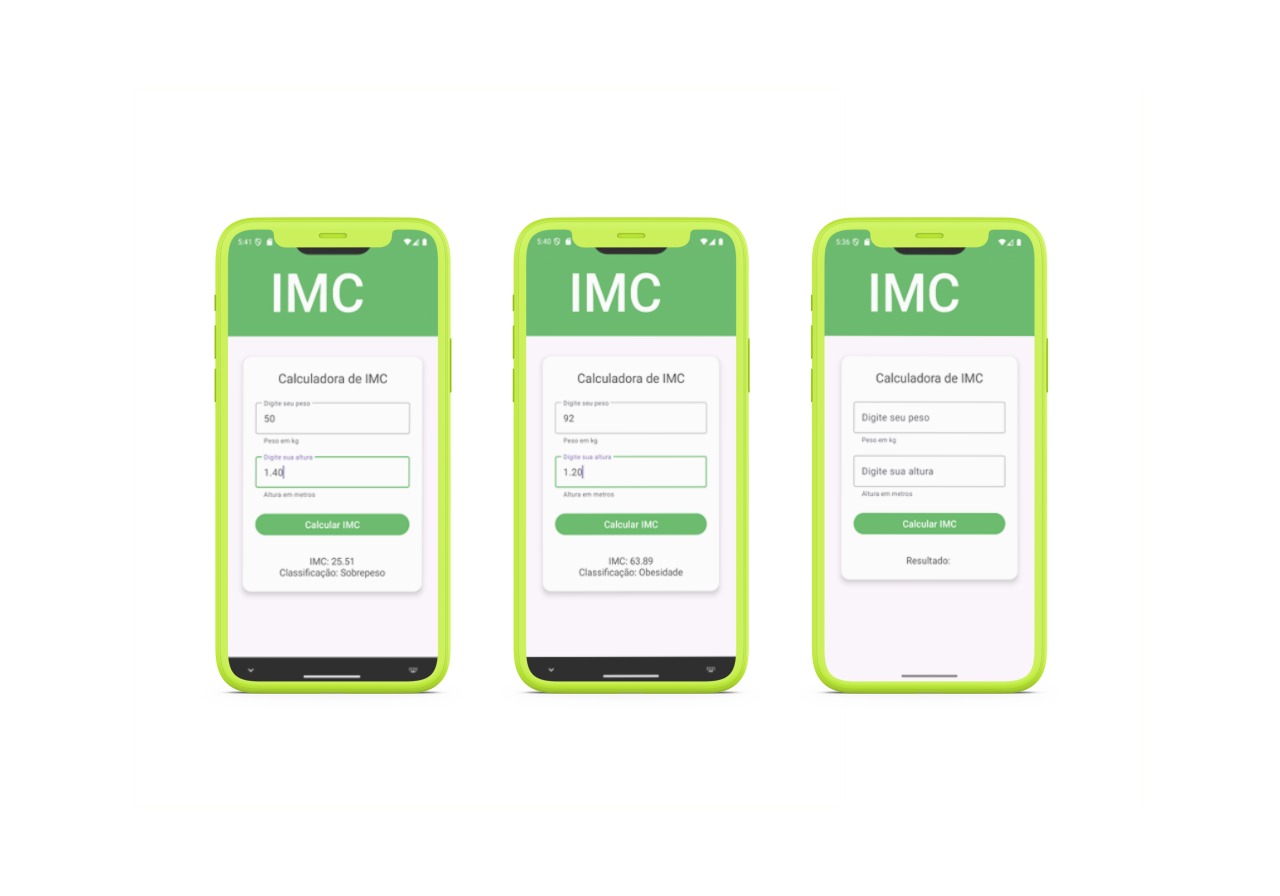 5:41
IMC
Calculadora de IMC
Digite seu peso
50
Peso em kg
Digite sua altura
1.40
Altura em metros
Calcular IMC
IMC: 25.51
Classificação: Sobrepeso
5:40
IMC
Calculadora de IMC
Digite seu peso
92
Peso em kg
Digite sua altura
1.20
Altura em metros
Calcular IMC
IMC: 63.89
Classificação: Obesidade
5:36
IMC
Calculadora de IMC
Digite seu peso
Peso em kg
Digite sua altura
Altura em metros
Calcular IMC
Resultado: